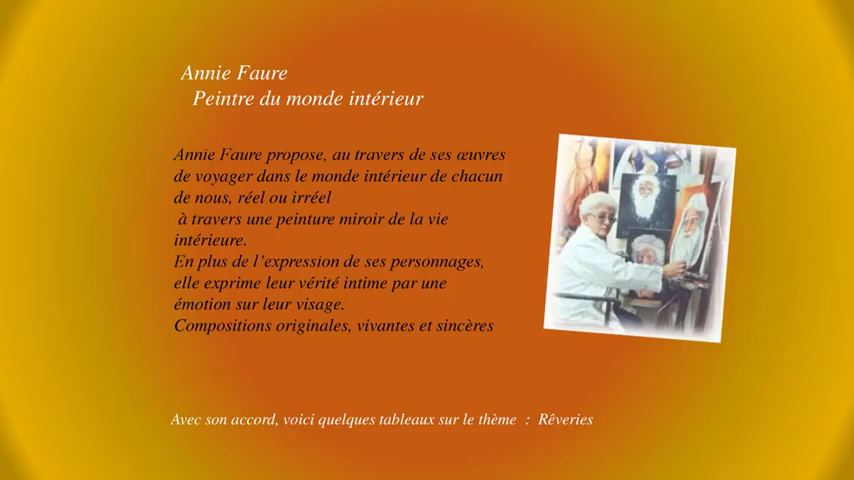 Annie Faure
Peintre du monde intérieur
Annie Faure propose, au travers de ses œuvres
de voyager dans le monde intérieur de chacun
de nous, réel ou irréel
à travers une peinture miroir de la vie
intérieure.
En plus de l'expression de ses personnages,
elle exprime leur vérité intime par une
émotion sur leur visage.
Compositions originales, vivantes et sincères
Avec son accord, voici quelques tableaux sur le thème : Rêveries